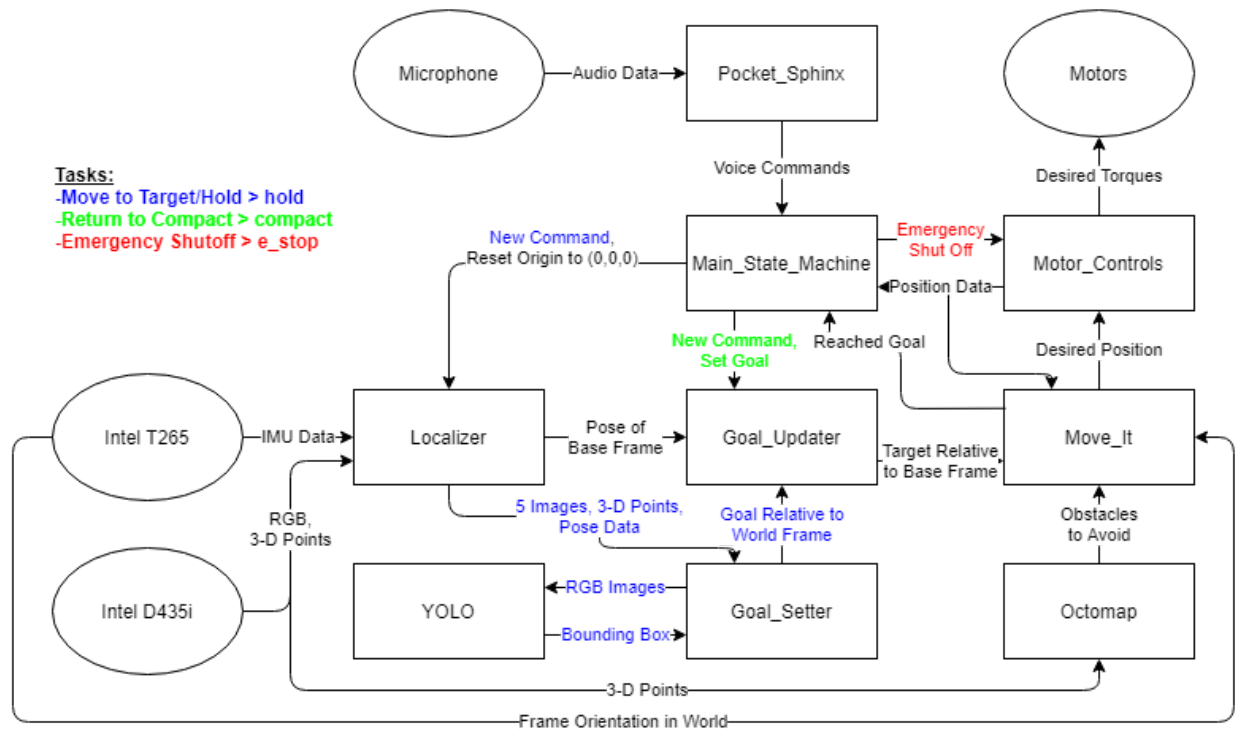 Microphone
Audio Data
Pocket_Sphinx
Motors
Voice Commands
Desired Torques
Tasks:
-Move to Target/Hold > hold
-Return to Compact > compact
-Emergency Shutoff > e_stop
New Command,
Reset Origin to (0,0,0)
Main_State_Machine
Emergency
Shut Off
Motor_Controls
Position Data
New Command,
Set Goal
Reached Goal
Desired Position
Intel T265
IMU Data
Localizer
Pose of
Base Frame
Goal_Updater
Target Relative
to Base Frame
Move_It
RGB,
3-D Points
5 Images, 3-D Points,
Pose Data
Goal Relative to
World Frame
Obstacles
to Avoid
Intel D435i
YOLO
RGB Images
Bounding Box
Goal_Setter
Octomap
3-D Points
Frame Orientation in World